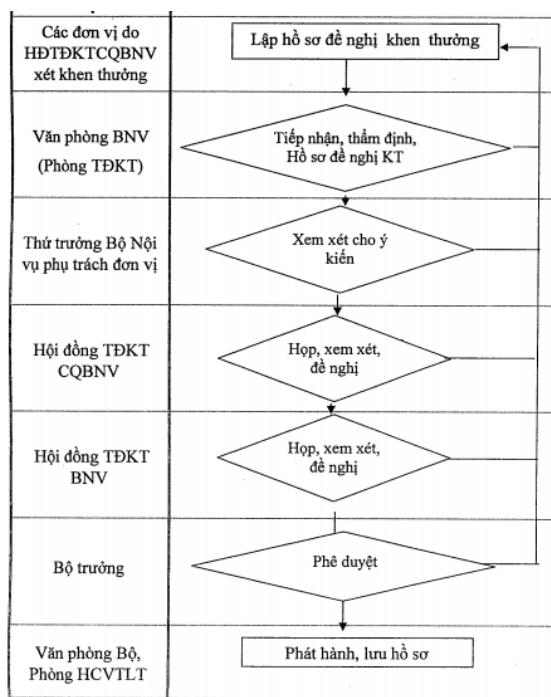 Các đơn vị do
HĐTĐKTCQBNV
xét khen thưởng
Lập hồ sơ đề nghị khen thưởng
Văn phòng BNV
(Phòng TĐKT)
Tiếp nhận, thẩm định,
Hồ sơ đề nghị KT
Thứ trưởng Bộ Nội
vụ phụ trách đơn vị
Xem xét cho ý
kiến
Hội đồng TĐKT
CQBNV
Họp, xem xét,
đề nghị
Hội đồng TĐKT
BNV
Họp, xem xét,
đề nghị
Bộ trưởng
Phê duyệt
Văn phòng Bộ,
Phòng HCVTLT
Phát hành, lưu hồ sơ